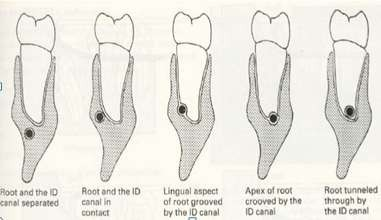 Root and the ID
canal separated
Root and the ID
canal in
contact
Lingual aspect
of root grooved
by the ID canal
Apex of root
grooved by the
ID canal
Root tunneled
through by
the ID canal